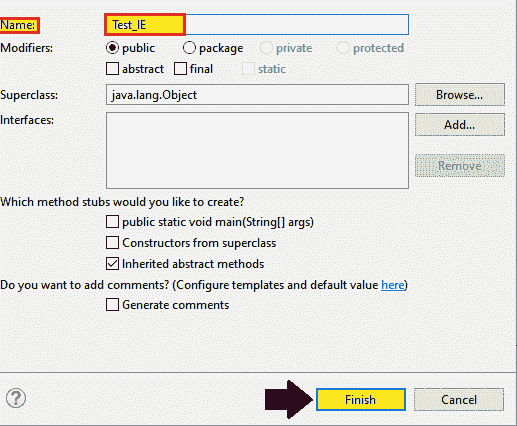 Name: Test_IE
Modifiers: public package private protected
abstract final static
Superclass: java.lang.Object Browse...
Interfaces: Add...
Remove
Which method stubs would you like to create?
public static void main(String[] args)
Constructors from superclass
Inherited abstract methods
Do you want to add comments? (Configure templates and default value here)
Generate comments
? Finish Cancel